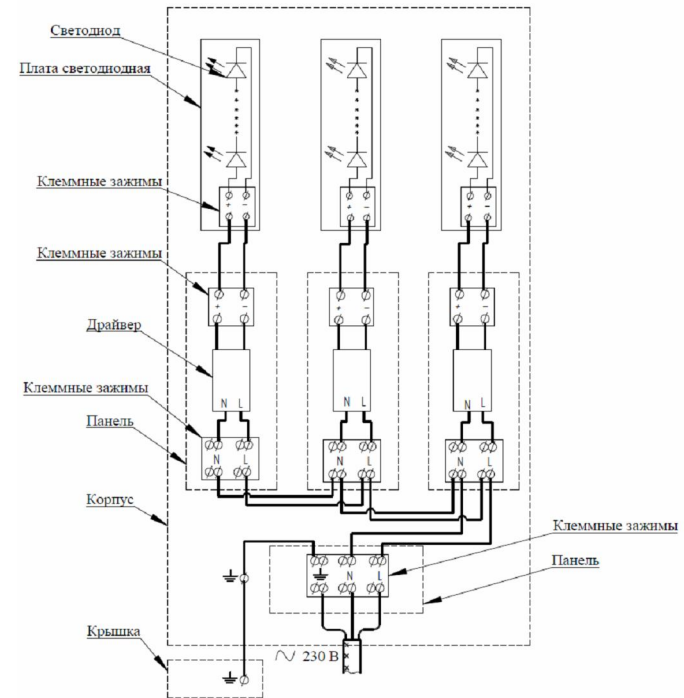 Светодиод
Плата светодиодная
Клеммные зажимы
+ −
+ −
+ −
Клеммные зажимы
+ −
+ −
+ −
Драйвер
N L
N L
N L
Клеммные зажимы
N L
N L
N L
Панель
Корпус
Клеммные зажимы
N L
Панель
Крышка
~ 230 В